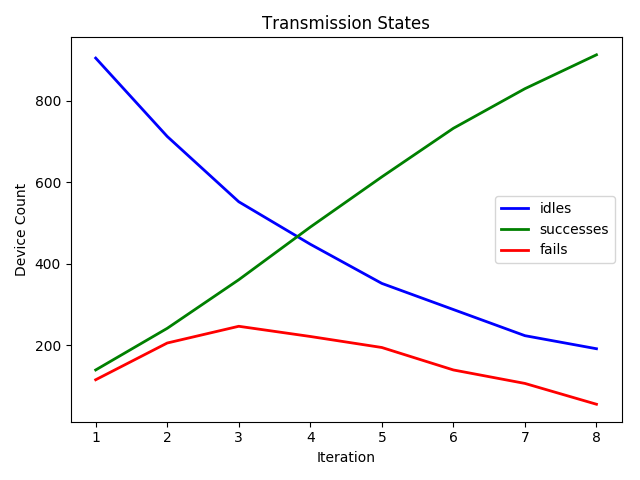 Transmission States
Device Count
800
600
400
200
idles
successes
fails
1 2 3 4 5 6 7 8
Iteration